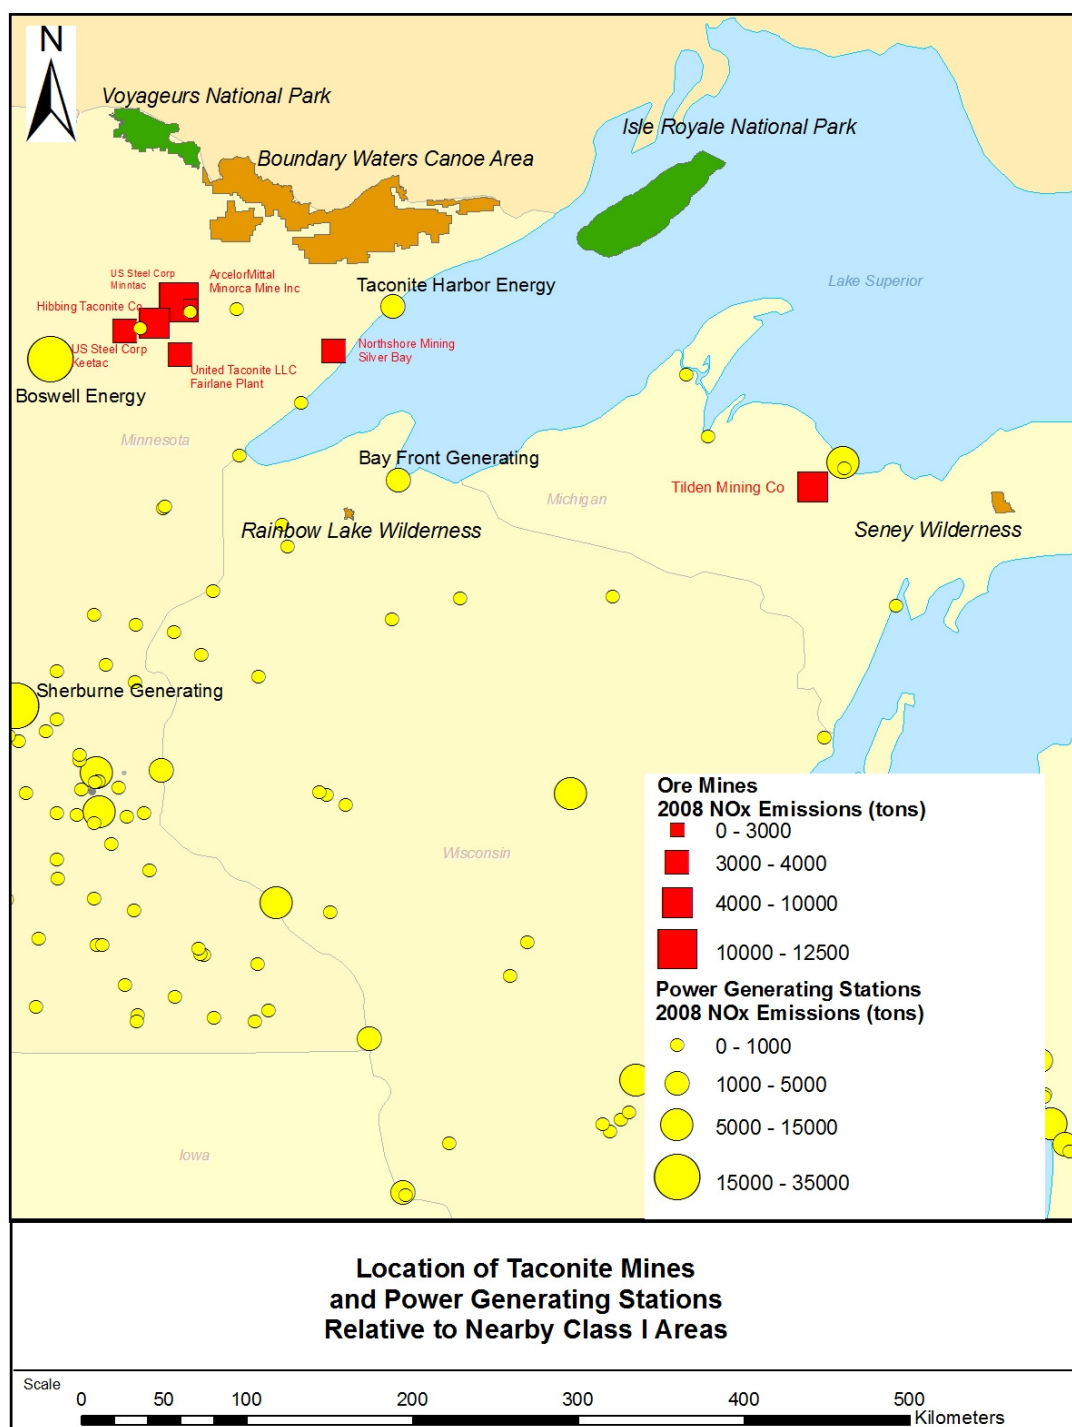 N
Voyageurs National Park
Isle Royale National Park
Boundary Waters Canoe Area
US Steel Corp
Minntac
ArcelorMittal
Minorca Mine Inc
Taconite Harbor Energy
Lake Superior
Hibbing Taconite Co
US Steel Corp
Keetac
Northshore Mining
Silver Bay
United Taconite LLC
Fairlane Plant
Boswell Energy
Minnesota
Bay Front Generating
Michigan
Tilden Mining Co
Rainbow Lake Wilderness
Seney Wilderness
Sherburne Generating
Wisconsin
Iowa
Ore Mines
2008 NOx Emissions (tons)
0 - 3000
3000 - 4000
4000 - 10000
10000 - 12500
Power Generating Stations
2008 NOx Emissions (tons)
0 - 1000
1000 - 5000
5000 - 15000
15000 - 35000
Location of Taconite Mines
and Power Generating Stations
Relative to Nearby Class I Areas
Scale
0 50 100 200 300 400 500
Kilometers